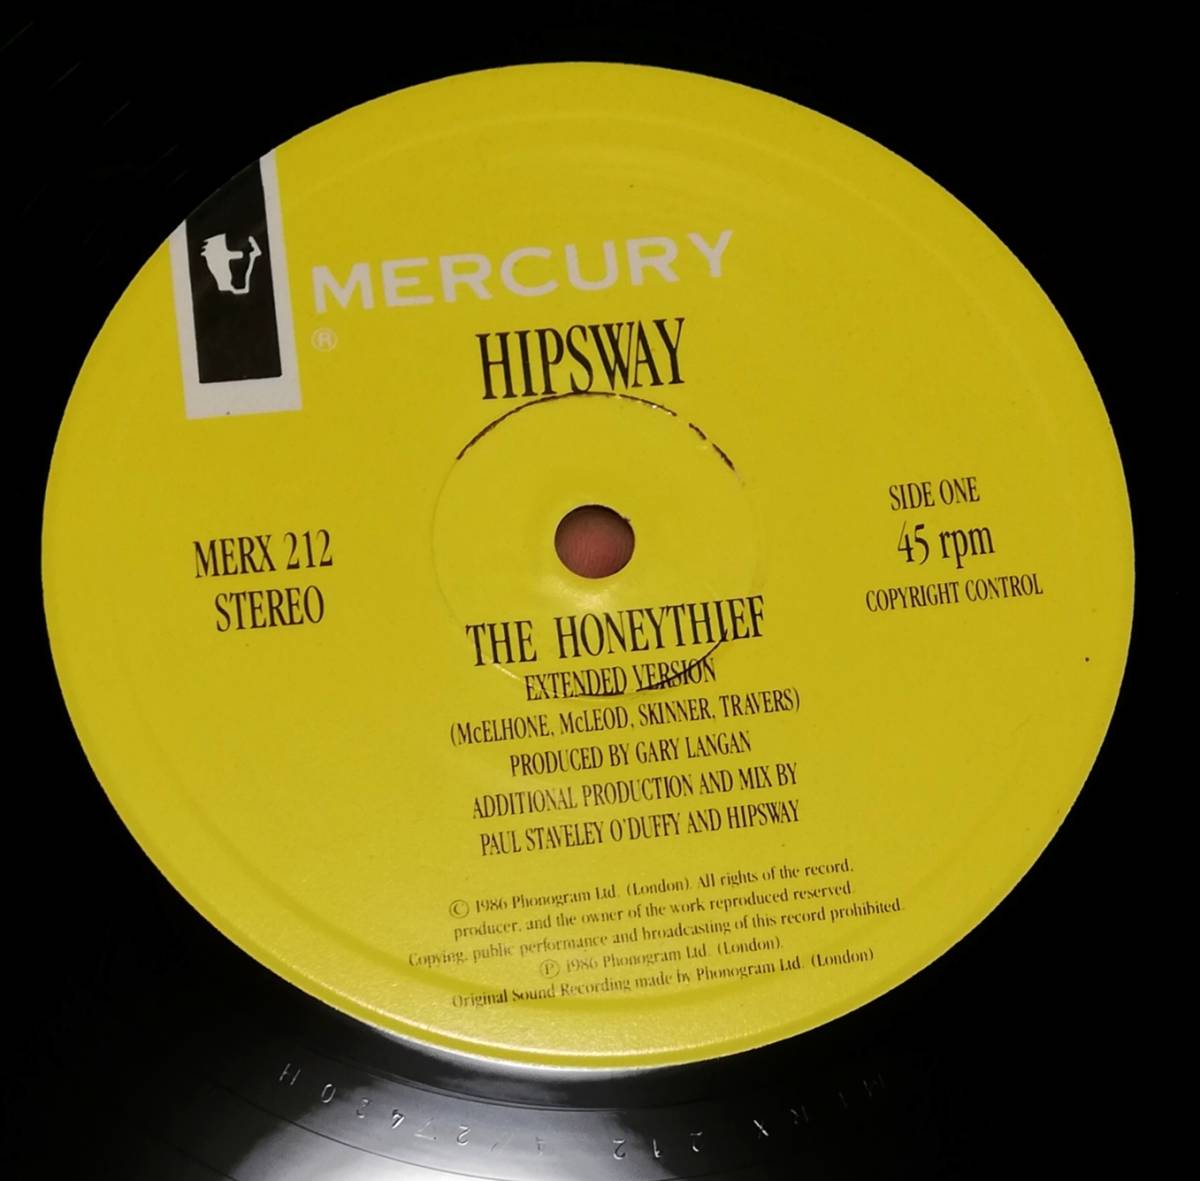 MERCURY
®
HIPSWAY
MERX 212
STEREO
SIDE ONE
45 rpm
COPYRIGHT CONTROL
THE HONEYTHIEF
EXTENDED VERSION
(McELHONE, McLEOD, SKINNER, TRAVERS)
PRODUCED BY GARY LANGAN
ADDITIONAL PRODUCTION AND MIX BY
PAUL STAVELEY O'DUFFY AND HIPSWAY
© 1986 Phonogram Ltd. (London). All rights of the record,
producer, and the owner of the work reproduced reserved.
Copying, public performance and broadcasting of this record prohibited.
℗ 1986 Phonogram Ltd. (London).
Original Sound Recording made by Phonogram Ltd. (London)
212